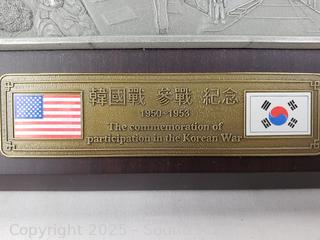 韓國戰 參戰 紀念
1950~1953
The commemoration of
participation in the Korean War
Copyright 2025 - Sound